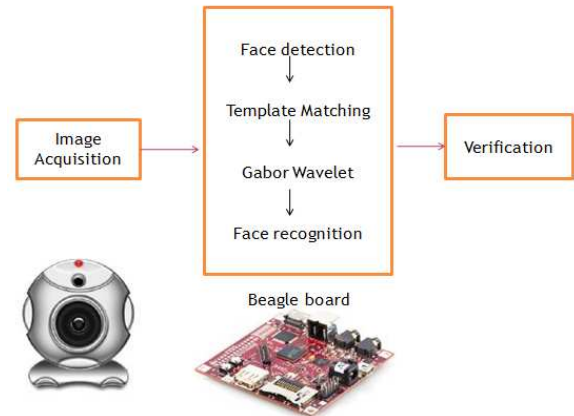 Image
Acquisition
Face detection
Template Matching
Gabor Wavelet
Face recognition
Verification
Beagle board